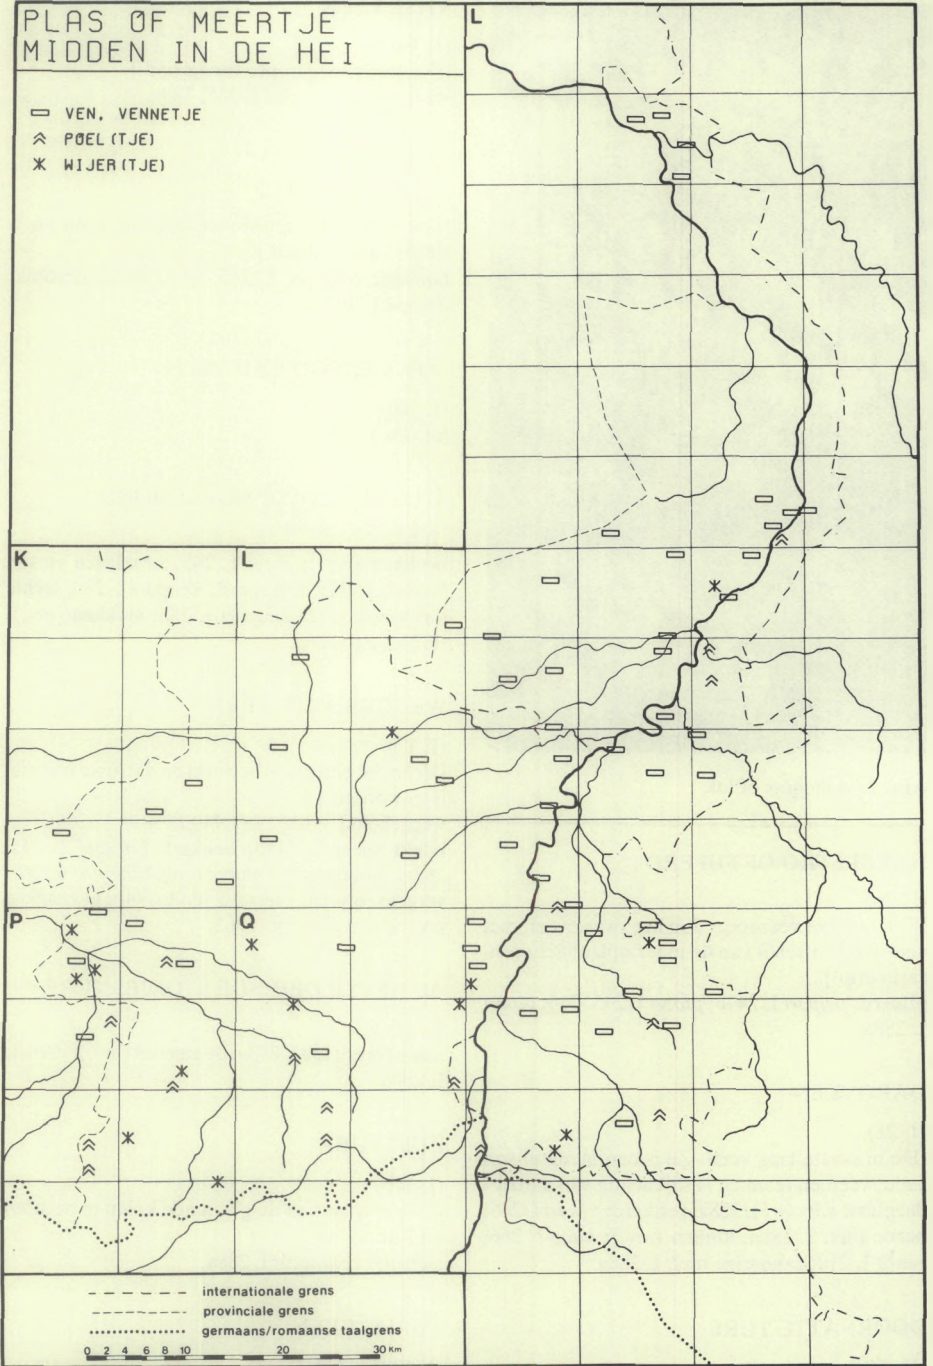 PLAS OF MEERTJE
MIDDEN IN DE HEI
VEN, VENNETJE
POEL(TJE)
WIJER(TJE)
L
K
L
P
Q
internationale grens
provinciale grens
germaans/romaanse taalgrens
0 2 4 6 8 10 20 30 Km